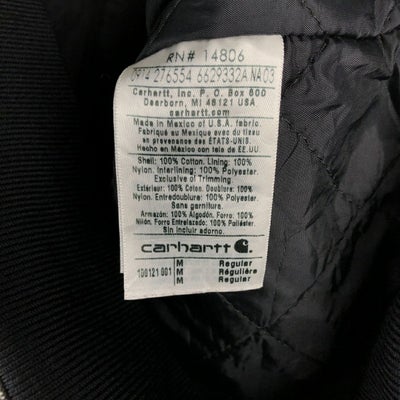 RN# 14806
0914 276554 6629332A NA03
Carhartt, Inc. P. O. Box 600
Dearborn, MI 48121 USA
carhartt.com
Made in Mexico of U.S.A. fabric.
Fabriqué au Mexique avec du tissu
en provenance des ÉTATS-UNIS.
Hecho en México con tela de EE.UU.
Shell: 100% Cotton. Lining: 100%
Nylon. Interlining: 100% Polyester
Exclusive of Trimming.
Extérieur: 100% Coton. Doublure: 100%
Nylon. Entredoublure: 100% Polyester
Sans garniture.
Armazón: 100% Algodón. Forro: 100%
Nilón. Forro Entrelazado: 100% Poliéster
Sin incluir adorno.
carhartt
M Regular
100121 001 M Régulière
M Regular